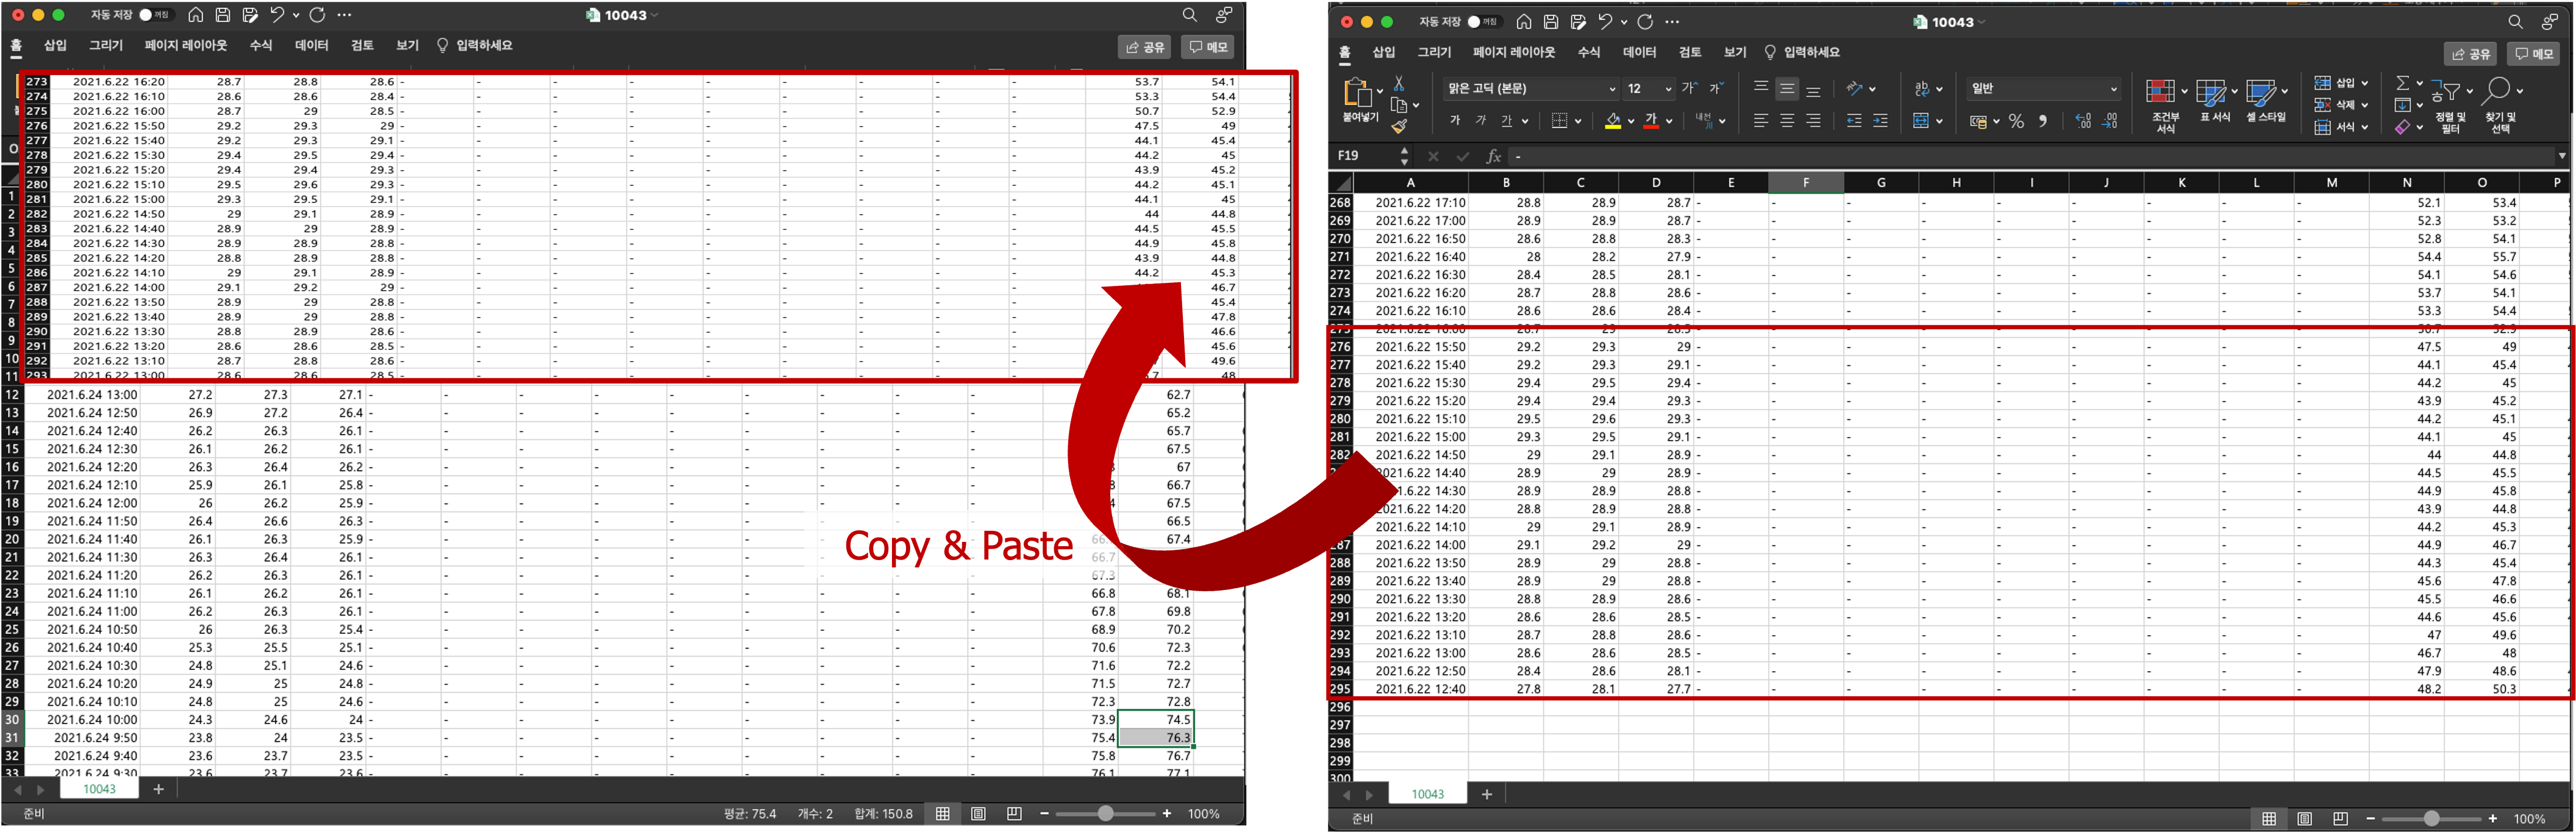 자동 저장 꺼짐 10043
홈 삽입 그리기 페이지 레이아웃 수식 데이터 검토 보기 입력하세요 공유 메모
273 2021.6.22 16:20 28.7 28.8 28.6 - - - - - - - - - 53.7 54.1
274 2021.6.22 16:10 28.6 28.6 28.4 - - - - - - - - - 53.3 54.4
275 2021.6.22 16:00 28.7 29 28.5 - - - - - - - - - 50.7 52.9
276 2021.6.22 15:50 29.2 29.3 29 - - - - - - - - - 47.5 49
277 2021.6.22 15:40 29.2 29.3 29.1 - - - - - - - - - 44.1 45.4
278 2021.6.22 15:30 29.4 29.5 29.4 - - - - - - - - - 44.2 45
279 2021.6.22 15:20 29.4 29.4 29.3 - - - - - - - - - 43.9 45.2
280 2021.6.22 15:10 29.5 29.6 29.3 - - - - - - - - - 44.2 45.1
281 2021.6.22 15:00 29.3 29.5 29.1 - - - - - - - - - 44.1 45
282 2021.6.22 14:50 29 29.1 28.9 - - - - - - - - - 44 44.8
283 2021.6.22 14:40 28.9 29 28.9 - - - - - - - - - 44.5 45.5
284 2021.6.22 14:30 28.9 28.9 28.8 - - - - - - - - - 44.9 45.8
285 2021.6.22 14:20 28.8 28.9 28.8 - - - - - - - - - 43.9 44.8
286 2021.6.22 14:10 29 29.1 28.9 - - - - - - - - - 44.2 45.3
287 2021.6.22 14:00 29.1 29.2 29 - - - - - - - - - 46.7
288 2021.6.22 13:50 28.9 29 28.8 - - - - - - - - - 45.4
289 2021.6.22 13:40 28.9 29 28.8 - - - - - - - - - 47.8
290 2021.6.22 13:30 28.8 28.9 28.6 - - - - - - - - - 46.6
291 2021.6.22 13:20 28.6 28.6 28.5 - - - - - - - - - 45.6
292 2021.6.22 13:10 28.7 28.8 28.6 - - - - - - - - - 49.6
293 2021.6.22 13:00 28.6 28.6 28.5 - - - - - - - - - 48
1
2
3
4
5
6
7
8
9
10
11
12 2021.6.24 13:00 27.2 27.3 27.1 - - - - - - - - - 62.7
13 2021.6.24 12:50 26.9 27.2 26.4 - - - - - - - - - 65.2
14 2021.6.24 12:40 26.2 26.3 26.1 - - - - - - - - - 65.7
15 2021.6.24 12:30 26.1 26.2 26.1 - - - - - - - - - 67.5
16 2021.6.24 12:20 26.3 26.4 26.2 - - - - - - - - - 67
17 2021.6.24 12:10 25.9 26.1 25.8 - - - - - - - - - 66.7
18 2021.6.24 12:00 26 26.2 25.9 - - - - - - - - - 67.5
19 2021.6.24 11:50 26.4 26.6 26.3 - - - - - - - - - 66.5
20 2021.6.24 11:40 26.1 26.3 25.9 - - - - - - - - - 67.4
21 2021.6.24 11:30 26.3 26.4 26.1 - - - - - - - - - 66.7
22 2021.6.24 11:20 26.2 26.3 26.1 - - - - - - - - - 67.3
23 2021.6.24 11:10 26.1 26.2 26.1 - - - - - - - - - 66.8 68.1
24 2021.6.24 11:00 26.2 26.3 26.1 - - - - - - - - - 67.8 69.8
25 2021.6.24 10:50 26 26.3 25.4 - - - - - - - - - 68.9 70.2
26 2021.6.24 10:40 25.3 25.5 25.1 - - - - - - - - - 70.6 72.3
27 2021.6.24 10:30 24.8 25.1 24.6 - - - - - - - - - 71.6 72.2
28 2021.6.24 10:20 24.9 25 24.8 - - - - - - - - - 71.5 72.7
29 2021.6.24 10:10 24.8 25 24.6 - - - - - - - - - 72.3 72.8
30 2021.6.24 10:00 24.3 24.6 24 - - - - - - - - - 73.9 74.5
31 2021.6.24 9:50 23.8 24 23.5 - - - - - - - - - 75.4 76.3
32 2021.6.24 9:40 23.6 23.7 23.5 - - - - - - - - - 75.8 76.7
33 2021.6.24 9:30 23.6 23.7 23.6 - - - - - - - - - 76.1 77.1
10043 +
준비 평균: 75.4 개수: 2 합계: 150.8 100%
Copy & Paste
자동 저장 꺼짐 10043
홈 삽입 그리기 페이지 레이아웃 수식 데이터 검토 보기 입력하세요 공유 메모
붙여넣기 맑은 고딕 (본문) 12 일반 조건부 서식 표 서식 셀 스타일 삽입 삭제 서식 정렬 및 필터 찾기 및 선택
F19 fx -
A B C D E F G H I J K L M N O P
268 2021.6.22 17:10 28.8 28.9 28.7 - - - - - - - - - 52.1 53.4
269 2021.6.22 17:00 28.9 28.9 28.7 - - - - - - - - - 52.3 53.2
270 2021.6.22 16:50 28.6 28.8 28.3 - - - - - - - - - 52.8 54.1
271 2021.6.22 16:40 28 28.2 27.9 - - - - - - - - - 54.4 55.7
272 2021.6.22 16:30 28.4 28.5 28.1 - - - - - - - - - 54.1 54.6
273 2021.6.22 16:20 28.7 28.8 28.6 - - - - - - - - - 53.7 54.1
274 2021.6.22 16:10 28.6 28.6 28.4 - - - - - - - - - 53.3 54.4
275 2021.6.22 16:00 28.7 29 28.5 - - - - - - - - - 50.7 52.9
276 2021.6.22 15:50 29.2 29.3 29 - - - - - - - - - 47.5 49
277 2021.6.22 15:40 29.2 29.3 29.1 - - - - - - - - - 44.1 45.4
278 2021.6.22 15:30 29.4 29.5 29.4 - - - - - - - - - 44.2 45
279 2021.6.22 15:20 29.4 29.4 29.3 - - - - - - - - - 43.9 45.2
280 2021.6.22 15:10 29.5 29.6 29.3 - - - - - - - - - 44.2 45.1
281 2021.6.22 15:00 29.3 29.5 29.1 - - - - - - - - - 44.1 45
282 2021.6.22 14:50 29 29.1 28.9 - - - - - - - - - 44 44.8
2021.6.22 14:40 28.9 29 28.9 - - - - - - - - - 44.5 45.5
1.6.22 14:30 28.9 28.9 28.8 - - - - - - - - - 44.9 45.8
2021.6.22 14:20 28.8 28.9 28.8 - - - - - - - - - 43.9 44.8
2021.6.22 14:10 29 29.1 28.9 - - - - - - - - - 44.2 45.3
287 2021.6.22 14:00 29.1 29.2 29 - - - - - - - - - 44.9 46.7
288 2021.6.22 13:50 28.9 29 28.8 - - - - - - - - - 44.3 45.4
289 2021.6.22 13:40 28.9 29 28.8 - - - - - - - - - 45.6 47.8
290 2021.6.22 13:30 28.8 28.9 28.6 - - - - - - - - - 45.5 46.6
291 2021.6.22 13:20 28.6 28.6 28.5 - - - - - - - - - 44.6 45.6
292 2021.6.22 13:10 28.7 28.8 28.6 - - - - - - - - - 47 49.6
293 2021.6.22 13:00 28.6 28.6 28.5 - - - - - - - - - 46.7 48
294 2021.6.22 12:50 28.4 28.6 28.1 - - - - - - - - - 47.9 48.6
295 2021.6.22 12:40 27.8 28.1 27.7 - - - - - - - - - 48.2 50.3
296
297
298
299
300
10043 +
준비 100%